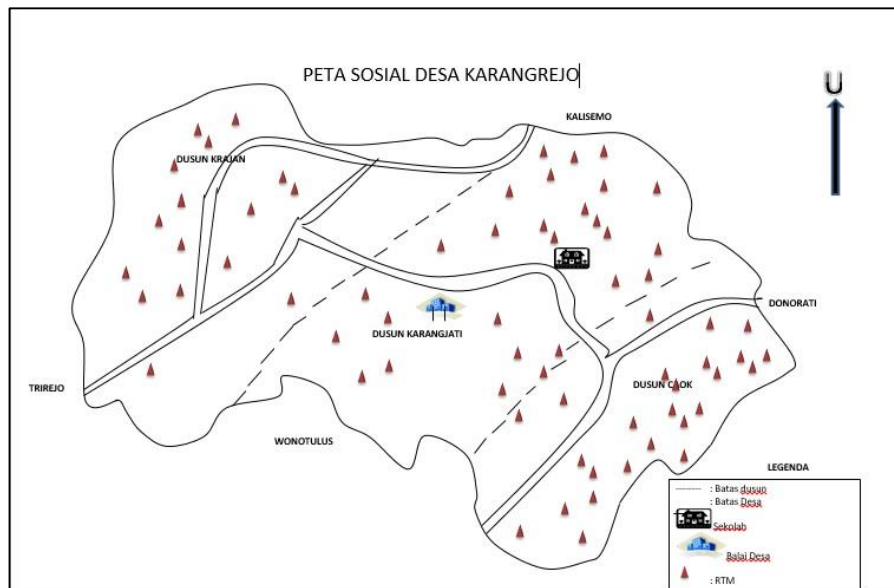 PETA SOSIAL DESA KARANGREJO
U
KALISEMO
DUSUN KRAJAN
DONORATI
DUSUN KARANGJATI
DUSUN CAOK
TRIREJO
WONOTULUS
LEGENDA
: Batas dusun
: Batas Desa
Sekolah
Balai Desa
: RTM